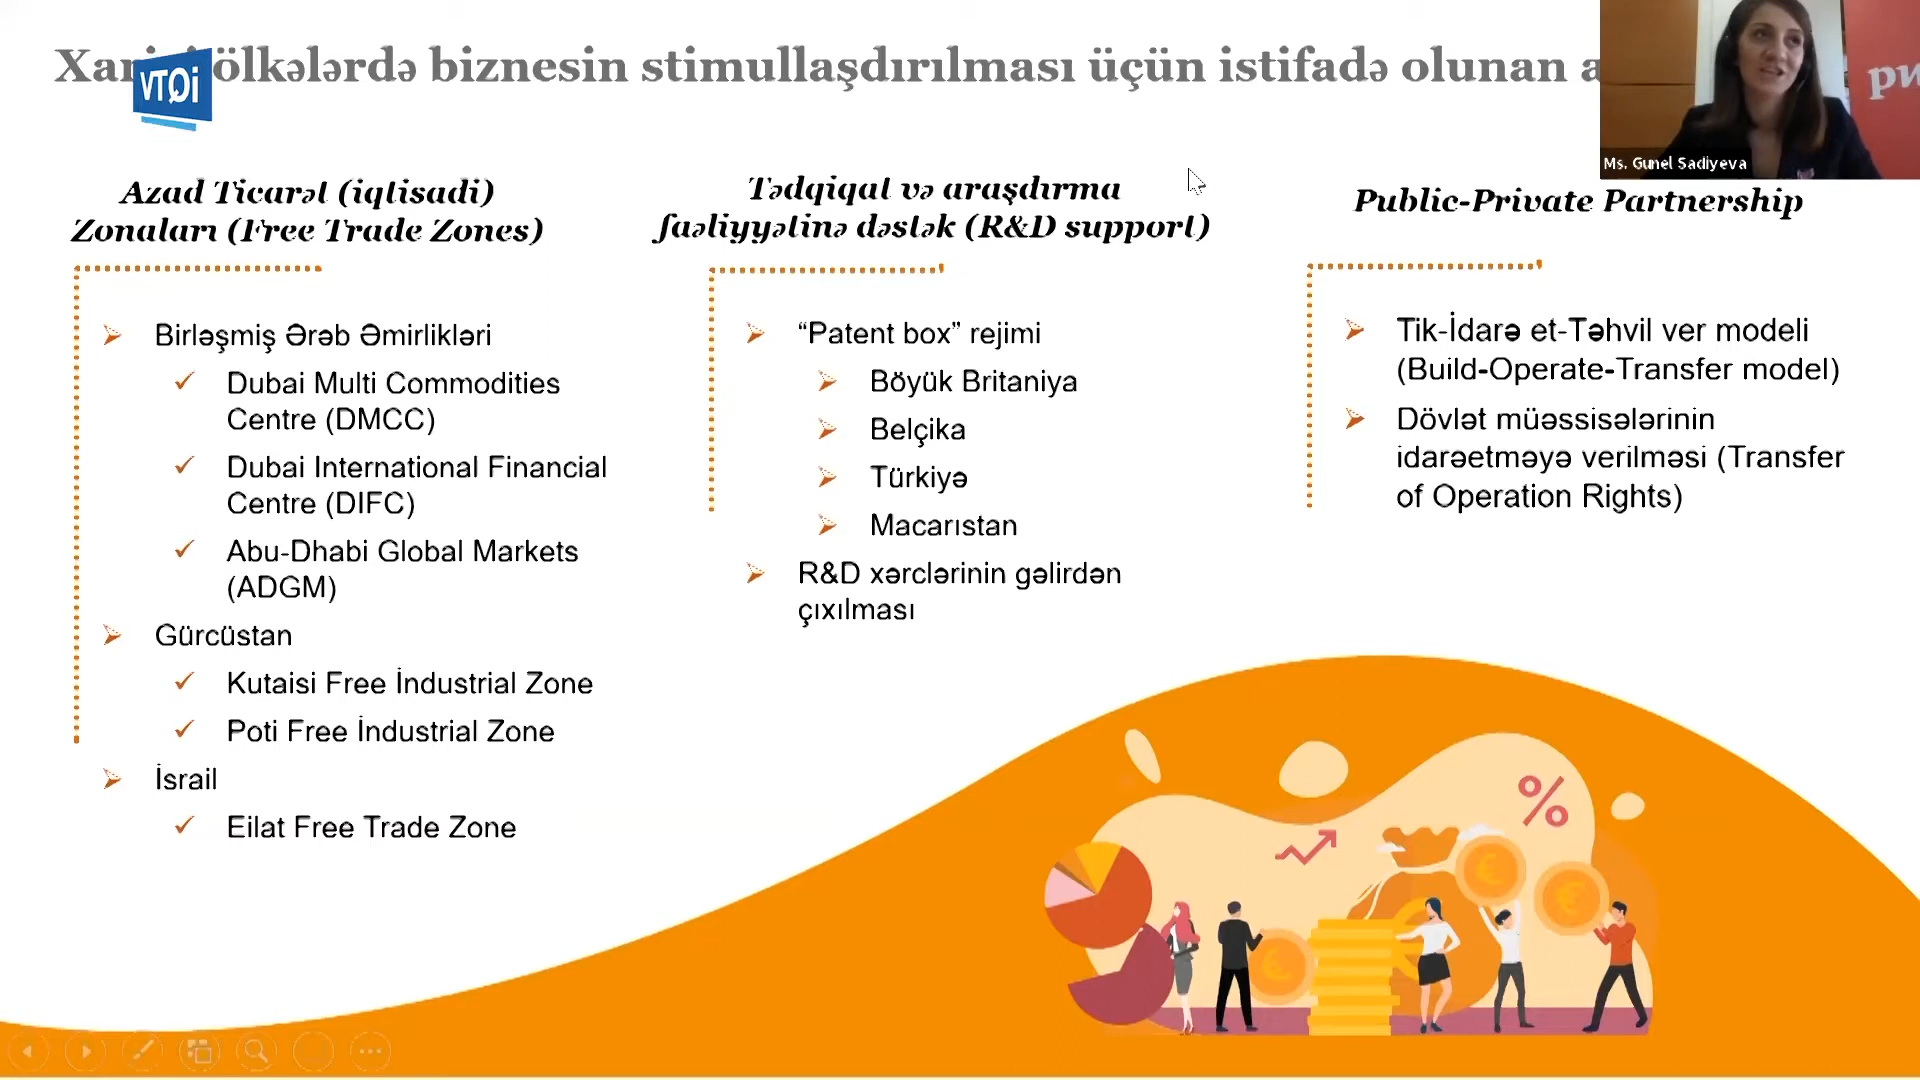 ölkələrdə biznesin stimullaşdırılması üçün istifadə olunan
VTQi
Ms. Gunel Sadiyeva
Azad Ticarət (iqtisadi)
Zonaları (Free Trade Zones)
Birləşmiş Ərəb Əmirlikləri
Dubai Multi Commodities
Centre (DMCC)
Dubai International Financial
Centre (DIFC)
Abu-Dhabi Global Markets
(ADGM)
Gürcüstan
Kutaisi Free İndustrial Zone
Poti Free İndustrial Zone
İsrail
Eilat Free Trade Zone
Tədqiqat və araşdırma
fəaliyyətinə dəstək (R&D support)
“Patent box” rejimi
Böyük Britaniya
Belçika
Türkiyə
Macarıstan
R&D xərclərinin gəlirdən
çıxılması
Public-Private Partnership
Tik-İdarə et-Təhvil ver modeli
(Build-Operate-Transfer model)
Dövlət müəssisələrinin
idarəetməyə verilməsi (Transfer
of Operation Rights)
%